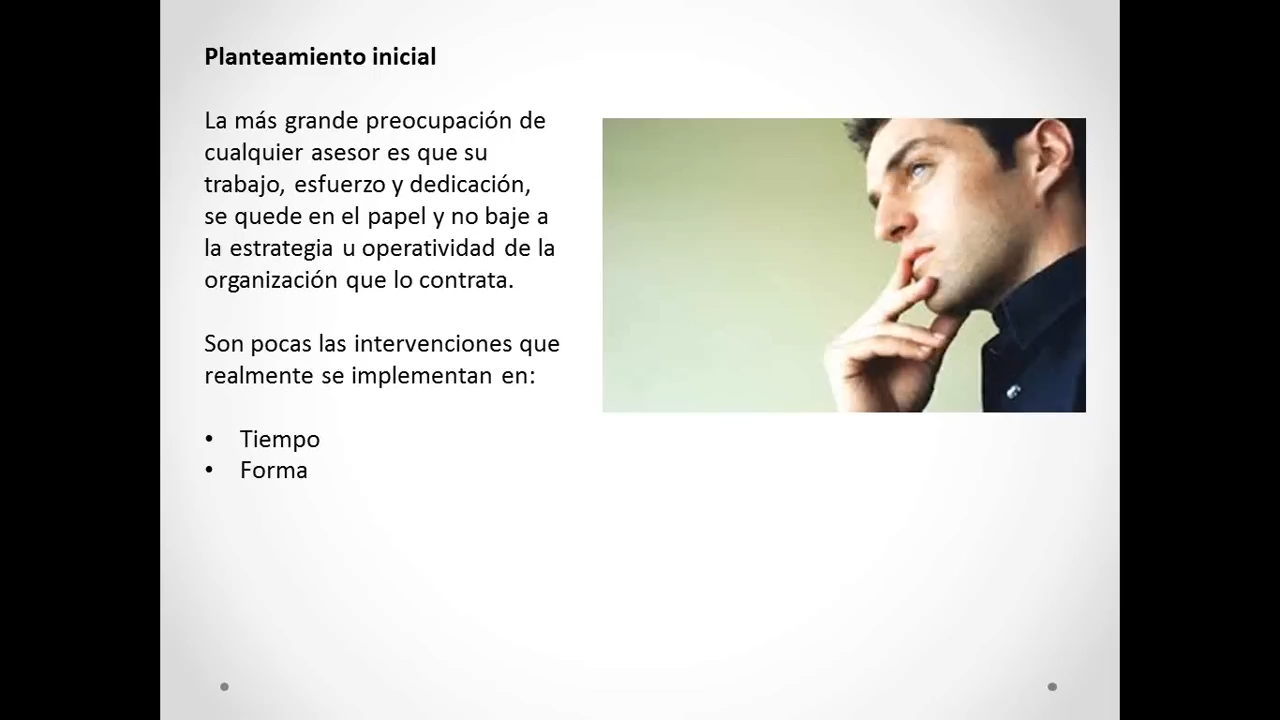 Planteamiento inicial
La más grande preocupación de
cualquier asesor es que su
trabajo, esfuerzo y dedicación,
se quede en el papel y no baje a
la estrategia u operatividad de la
organización que lo contrata.
Son pocas las intervenciones que
realmente se implementan en:
• Tiempo
• Forma